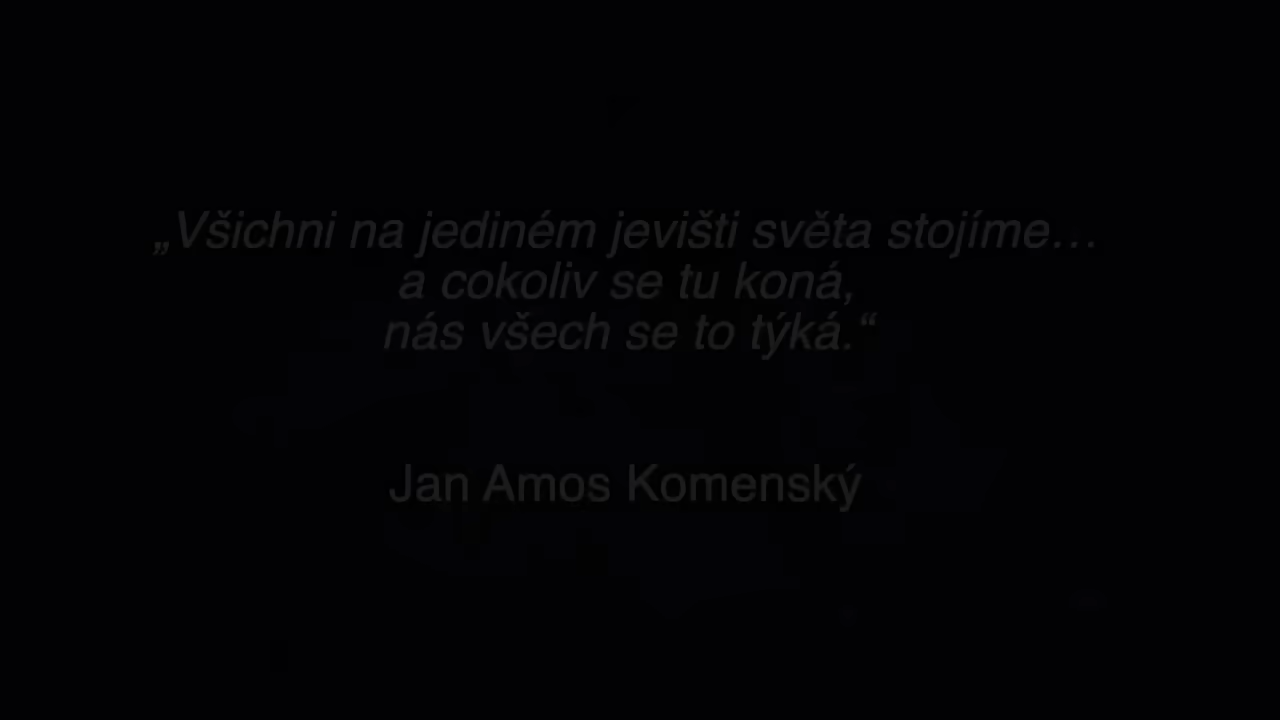 „Všichni na jediném jevišti světa stojíme…
a cokoliv se tu koná,
nás všech se to týká.“
Jan Amos Komenský